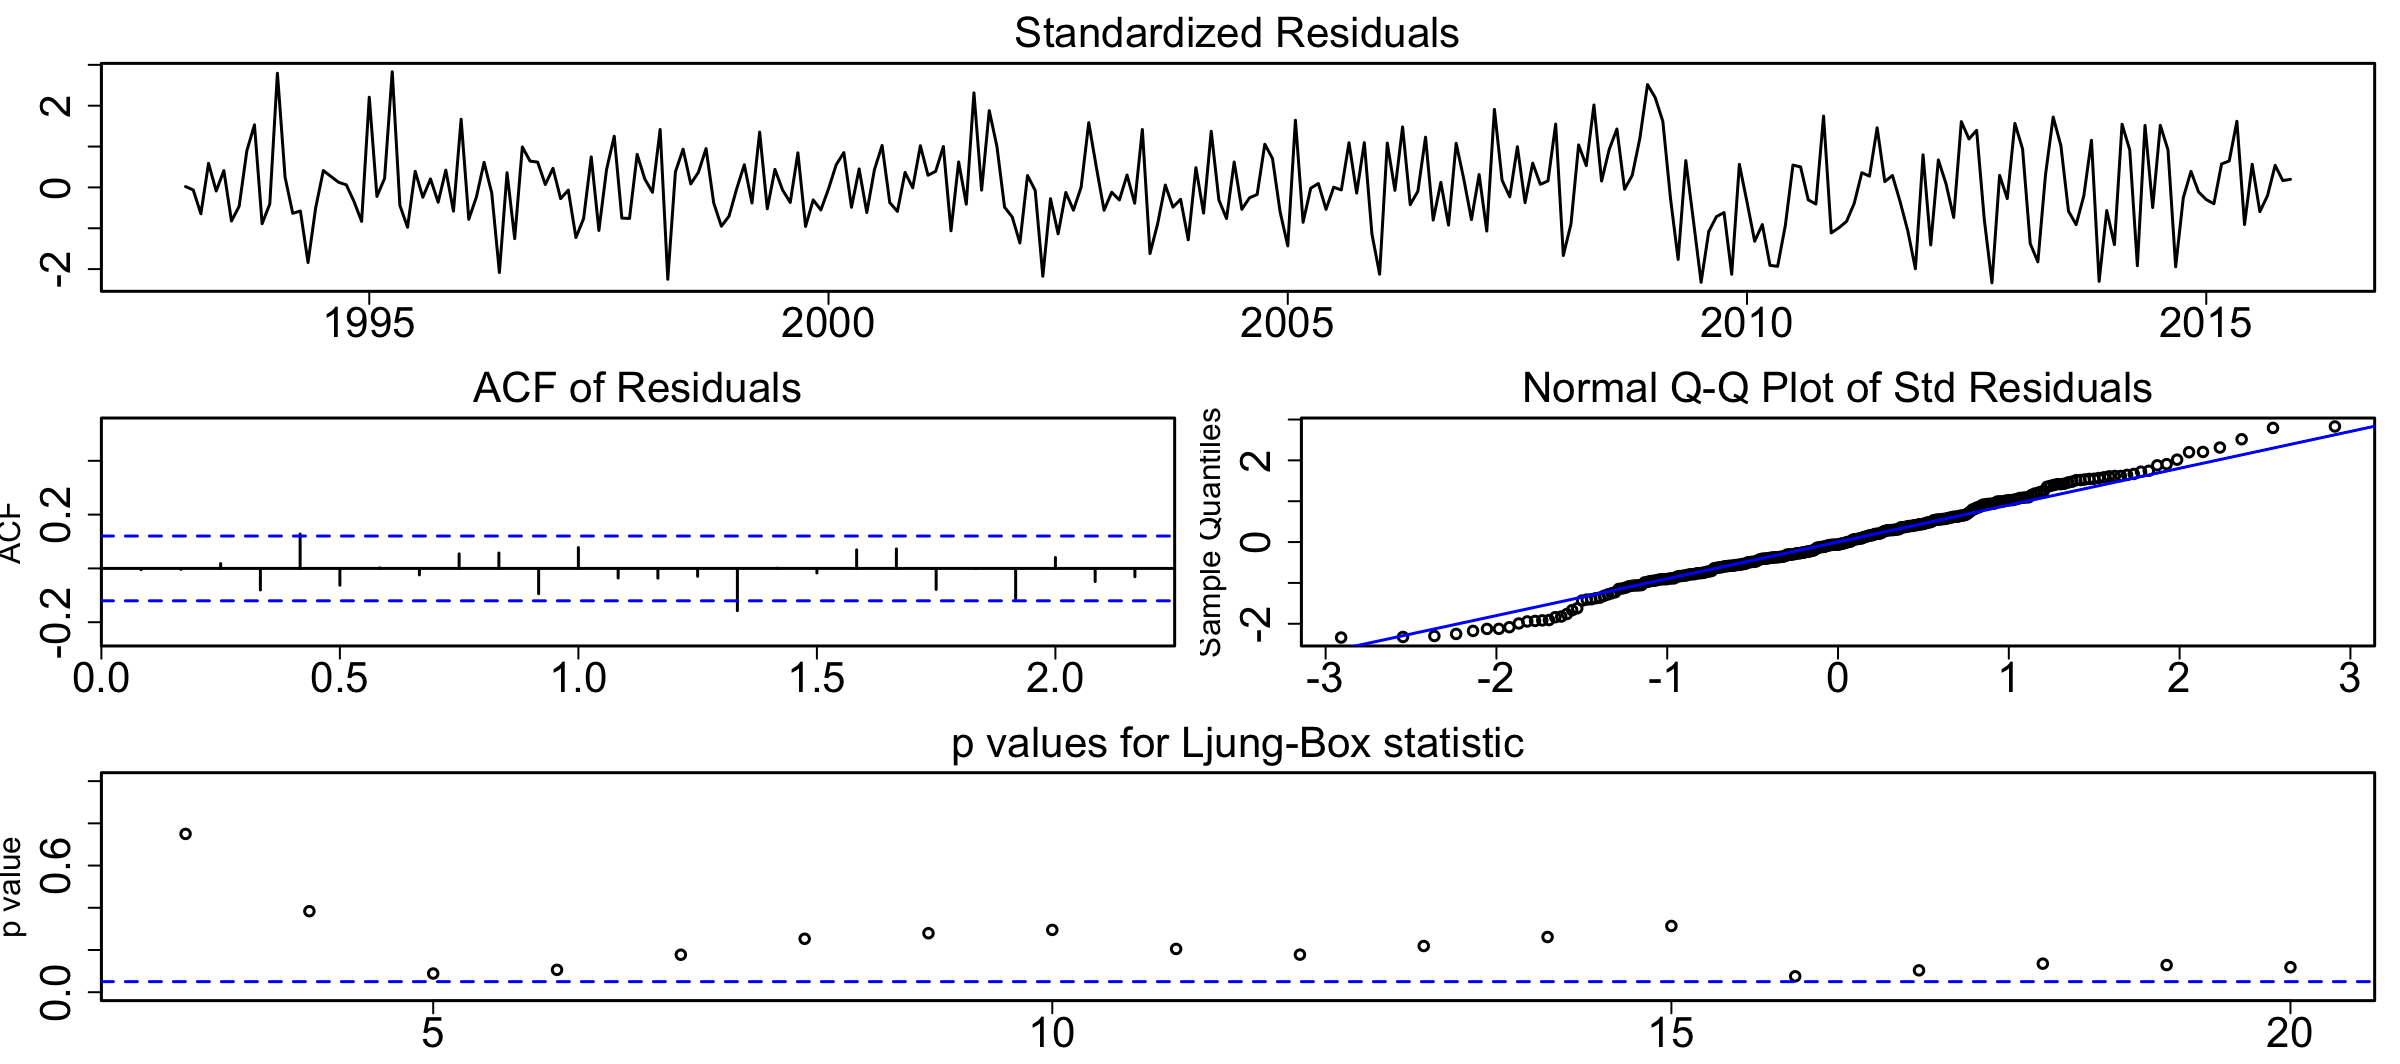 Standardized Residuals
2
0
-2
1995 2000 2005 2010 2015
ACF of Residuals
ACF
0.2
-0.2
0.0 0.5 1.0 1.5 2.0
Normal Q-Q Plot of Std Residuals
Sample Quantiles
2
0
-2
-3 -2 -1 0 1 2 3
p values for Ljung-Box statistic
p value
0.6
0.0
5 10 15 20